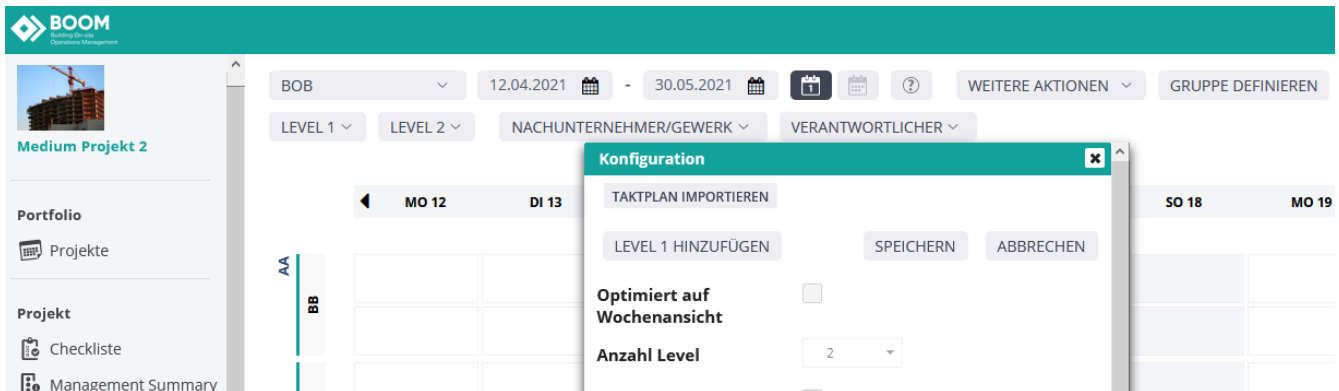 BOOM
Building On-site
Operations Management
BOB
12.04.2021 - 30.05.2021
1
?
WEITERE AKTIONEN
GRUPPE DEFINIEREN
LEVEL 1
LEVEL 2
NACHUNTERNEHMER/GEWERK
VERANTWORTLICHER
Medium Projekt 2
Portfolio
Projekte
Projekt
Checkliste
Management Summary
MO 12
DI 13
SO 18
MO 19
AA
BB
Konfiguration
TAKTPLAN IMPORTIEREN
LEVEL 1 HINZUFÜGEN
SPEICHERN
ABBRECHEN
Optimiert auf
Wochenansicht
Anzahl Level
2